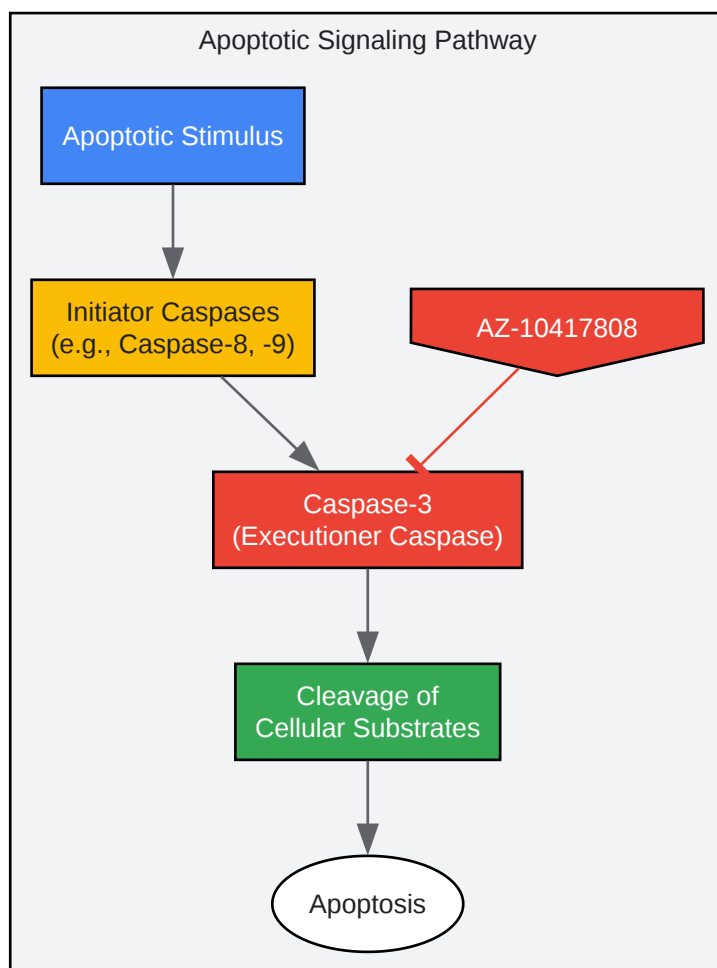 Apoptotic Signaling Pathway
Apoptotic Stimulus
Initiator Caspases
(e.g., Caspase-8, -9)
AZ-10417808
Caspase-3
(Executioner Caspase)
Cleavage of
Cellular Substrates
Apoptosis